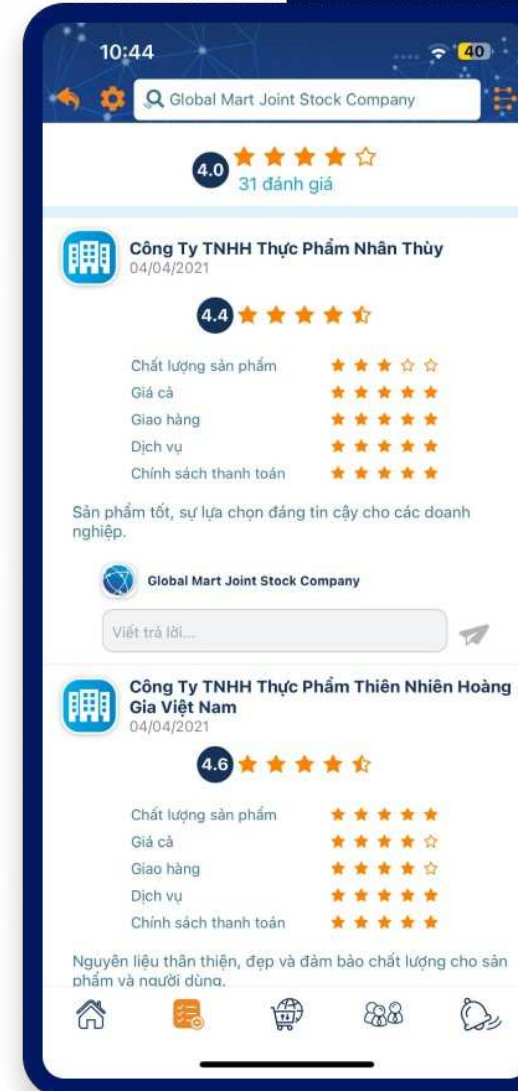 10:44
40
Global Mart Joint Stock Company
4.0
31 đánh giá
Công Ty TNHH Thực Phẩm Nhân Thùy
04/04/2021
4.4
Chất lượng sản phẩm
Giá cả
Giao hàng
Dịch vụ
Chính sách thanh toán
Sản phẩm tốt, sự lựa chọn đáng tin cậy cho các doanh
nghiệp.
Global Mart Joint Stock Company
Viết trả lời....
Công Ty TNHH Thực Phẩm Thiên Nhiên Hoàng
Gia Việt Nam
04/04/2021
4.6
Chất lượng sản phẩm
Giá cả
Giao hàng
Dịch vụ
Chính sách thanh toán
Nguyên liệu thân thiện, đẹp và đảm bảo chất lượng cho sản
phẩm và người dùng.